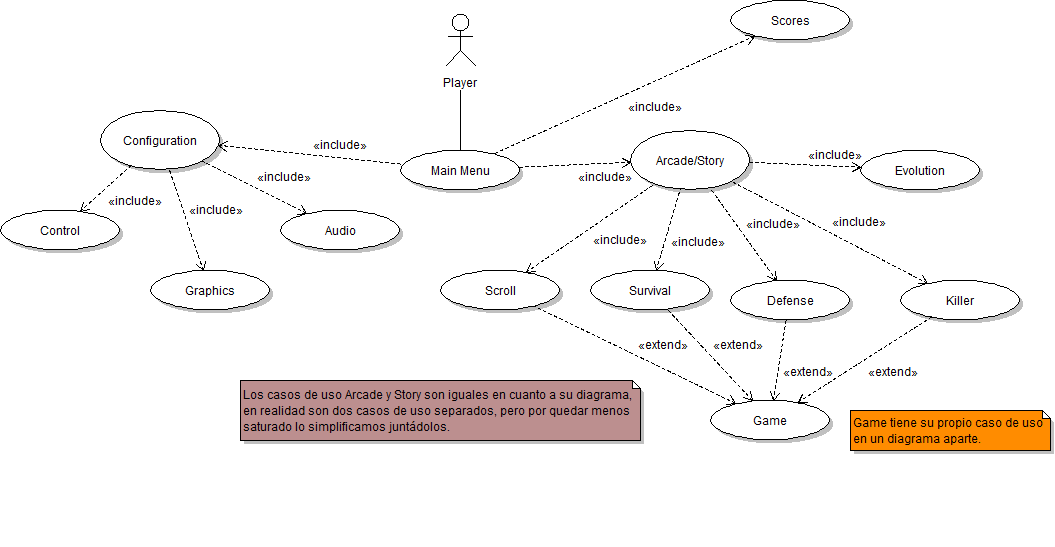 Scores
Player
«include»
Configuration
«include»
Main Menu
«include»
Arcade/Story
«include»
Evolution
«include»
«include»
«include»
Control
Graphics
Audio
«include»
«include»
«include»
«include»
Scroll
Survival
Defense
Killer
«extend»
«extend»
«extend»
«extend»
Game
Los casos de uso Arcade y Story son iguales en cuanto a su diagrama,
en realidad son dos casos de uso separados, pero por quedar menos
saturado lo simplificamos juntádolos.
Game tiene su propio caso de uso
en un diagrama aparte.